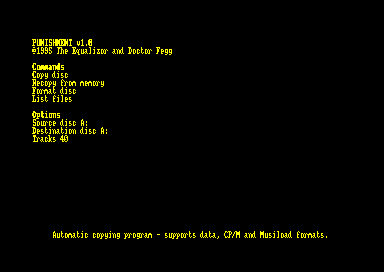 PUNISHMENT v1.0
©1995 The Equalizor and Doctor Fegg
Commands
Copy disc
Recopy from memory
Format disc
List files
Options
Source disc A:
Destination disc A:
Tracks 40
Automatic copying program - supports data, CP/M and Musiload formats.